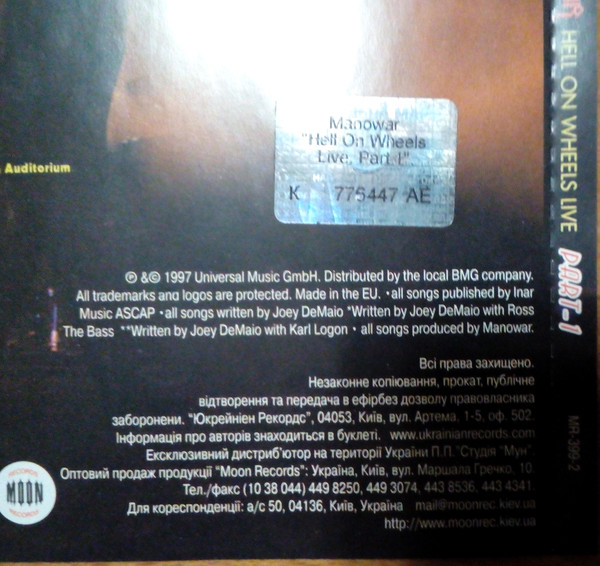 Manowar
"Hell On Wheels
Live. Part I"
K 775447 AE
Auditorium
℗ &© 1997 Universal Music GmbH. Distributed by the local BMG company.
All trademarks and logos are protected. Made in the EU. •all songs published by Inar
Music ASCAP •all songs written by Joey DeMaio *Written by Joey DeMaio with Ross
The Bass **Written by Joey DeMaio with Karl Logon • all songs produced by Manowar.
Всі права захищено.
Незаконне копіювання, прокат, публічне
відтворення та передача в ефірбез дозволу правовласника
заборонени. "Юкрейніен Рекордс", 04053, Київ, вул. Артема. 1-5, оф. 502.
Інформація про авторів знаходиться в буклеті. www.ukrainianrecords.com
Ексклюзивний дистриб'ютор на території України П.П."Студія "Мун".
Оптовий продаж продукції "Moon Records": Україна, Київ, вул. Маршала Гречко, 10.
Тел./факс (10 38 044) 449 8250, 449 3074, 443 8536, 443 4341.
Для кореспонденції: а/с 50, 04136, Київ, Україна mail@moonrec.kiev.ua
http://www.moonrec.kiev.ua
RECORDS
MOON
RECORDS
HELL ON WHEELS LIVE PART-1
MR 399-2